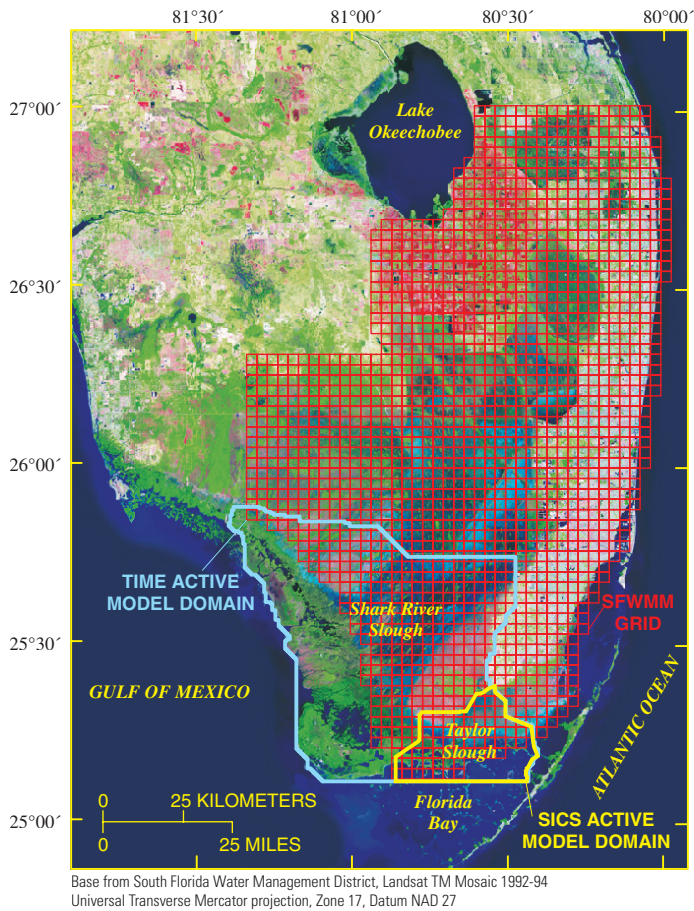 81°30´ 81°00´ 80°30´ 80°00´
27°00´
26°30´
26°00´
25°30´
25°00´
Lake
Okeechobee
TIME ACTIVE
MODEL DOMAIN
Shark River
Slough
SFWMM
GRID
GULF OF MEXICO
ATLANTIC OCEAN
Taylor
Slough
Florida
Bay
SICS ACTIVE
MODEL DOMAIN
0 25 KILOMETERS
0 25 MILES
Base from South Florida Water Management District, Landsat TM Mosaic 1992-94
Universal Transverse Mercator projection, Zone 17, Datum NAD 27